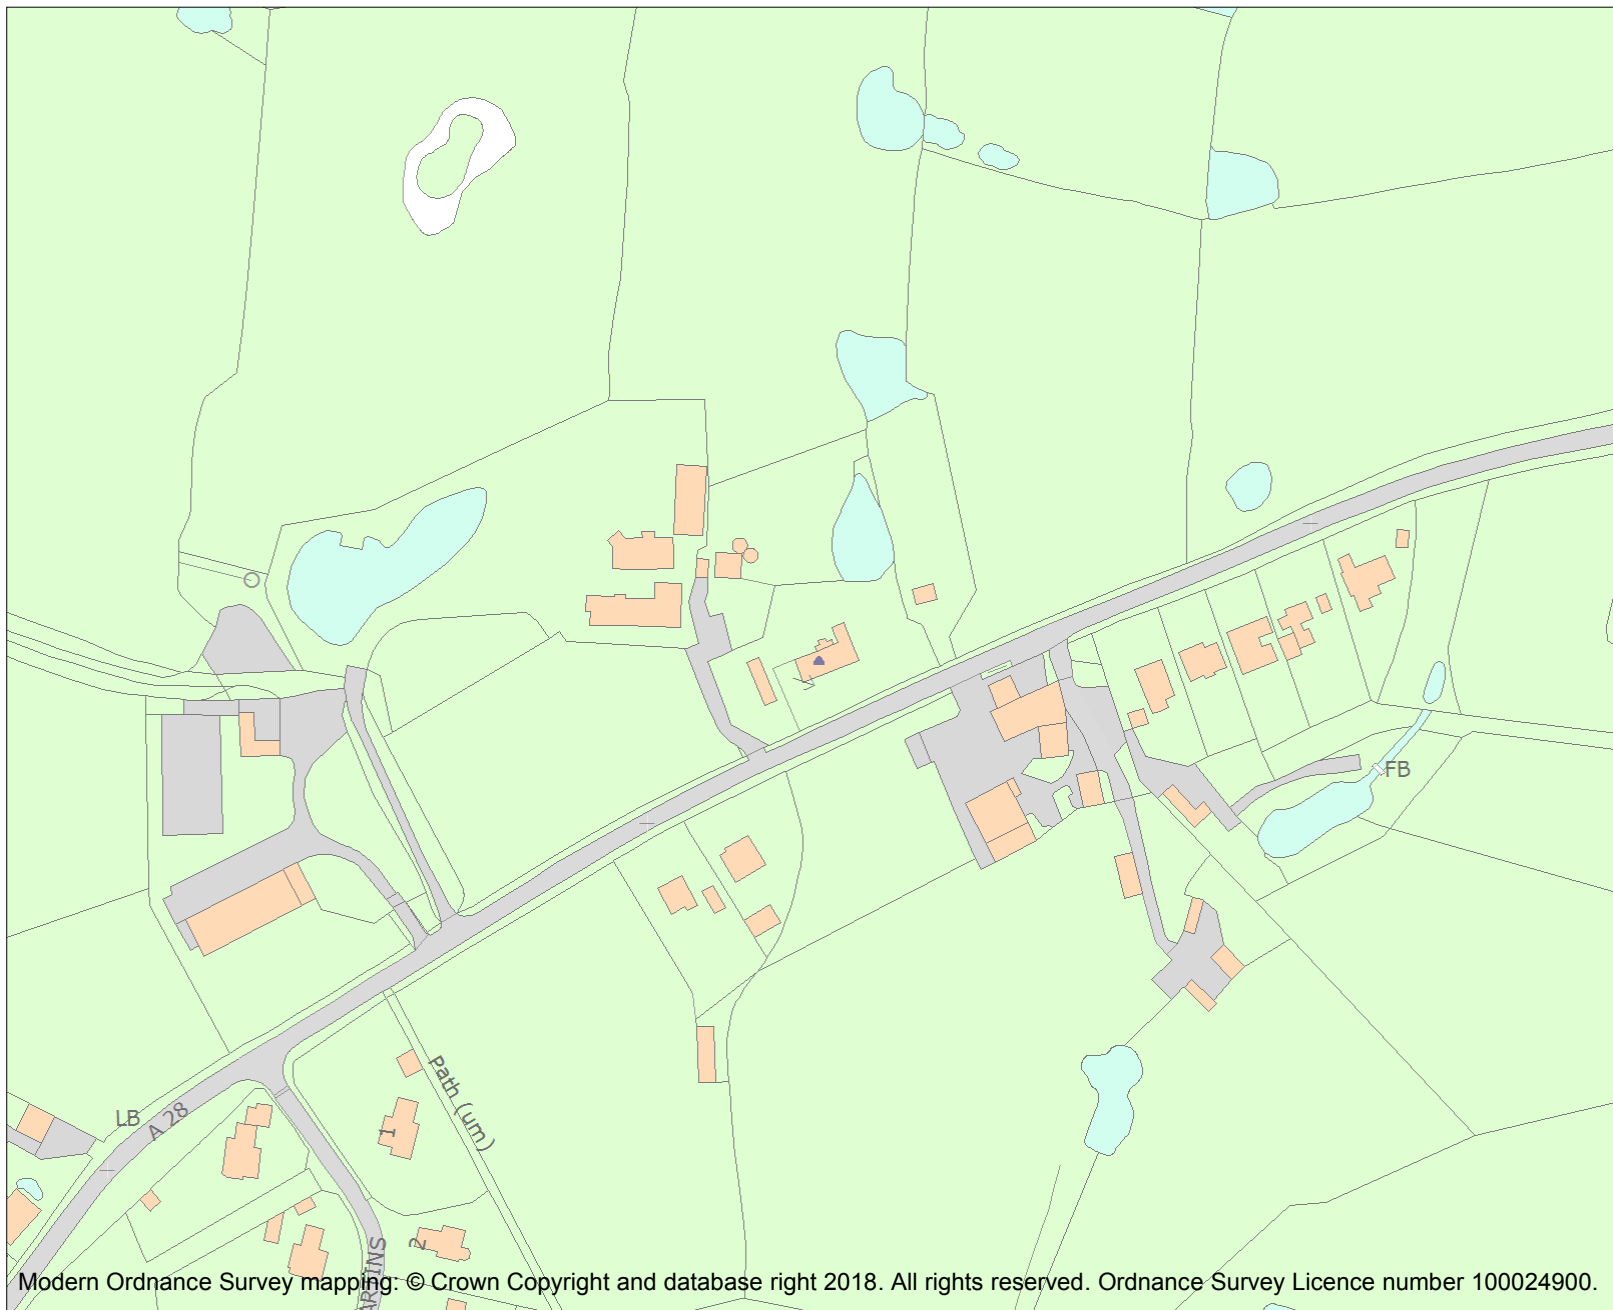 FB
Path (um)
LB
A 28
1
2
Modern Ordnance Survey mapping: © Crown Copyright and database right 2018. All rights reserved. Ordnance Survey Licence number 100024900.